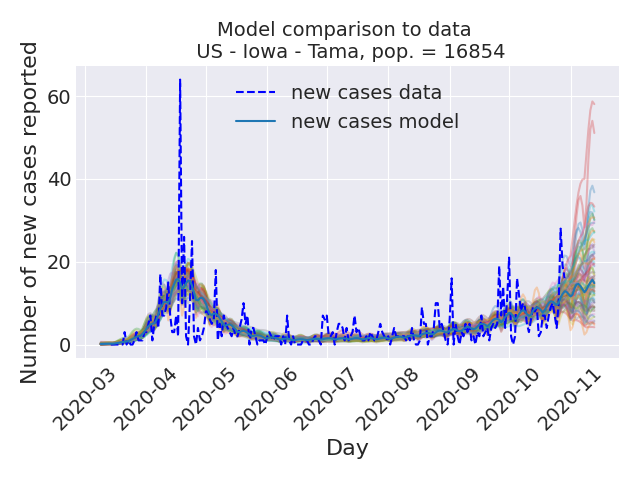 Model comparison to data
US - Iowa - Tama, pop. = 16854
new cases data
new cases model
Number of new cases reported
60
40
20
0
2020-03
2020-04
2020-05
2020-06
2020-07
2020-08
2020-09
2020-10
2020-11
Day